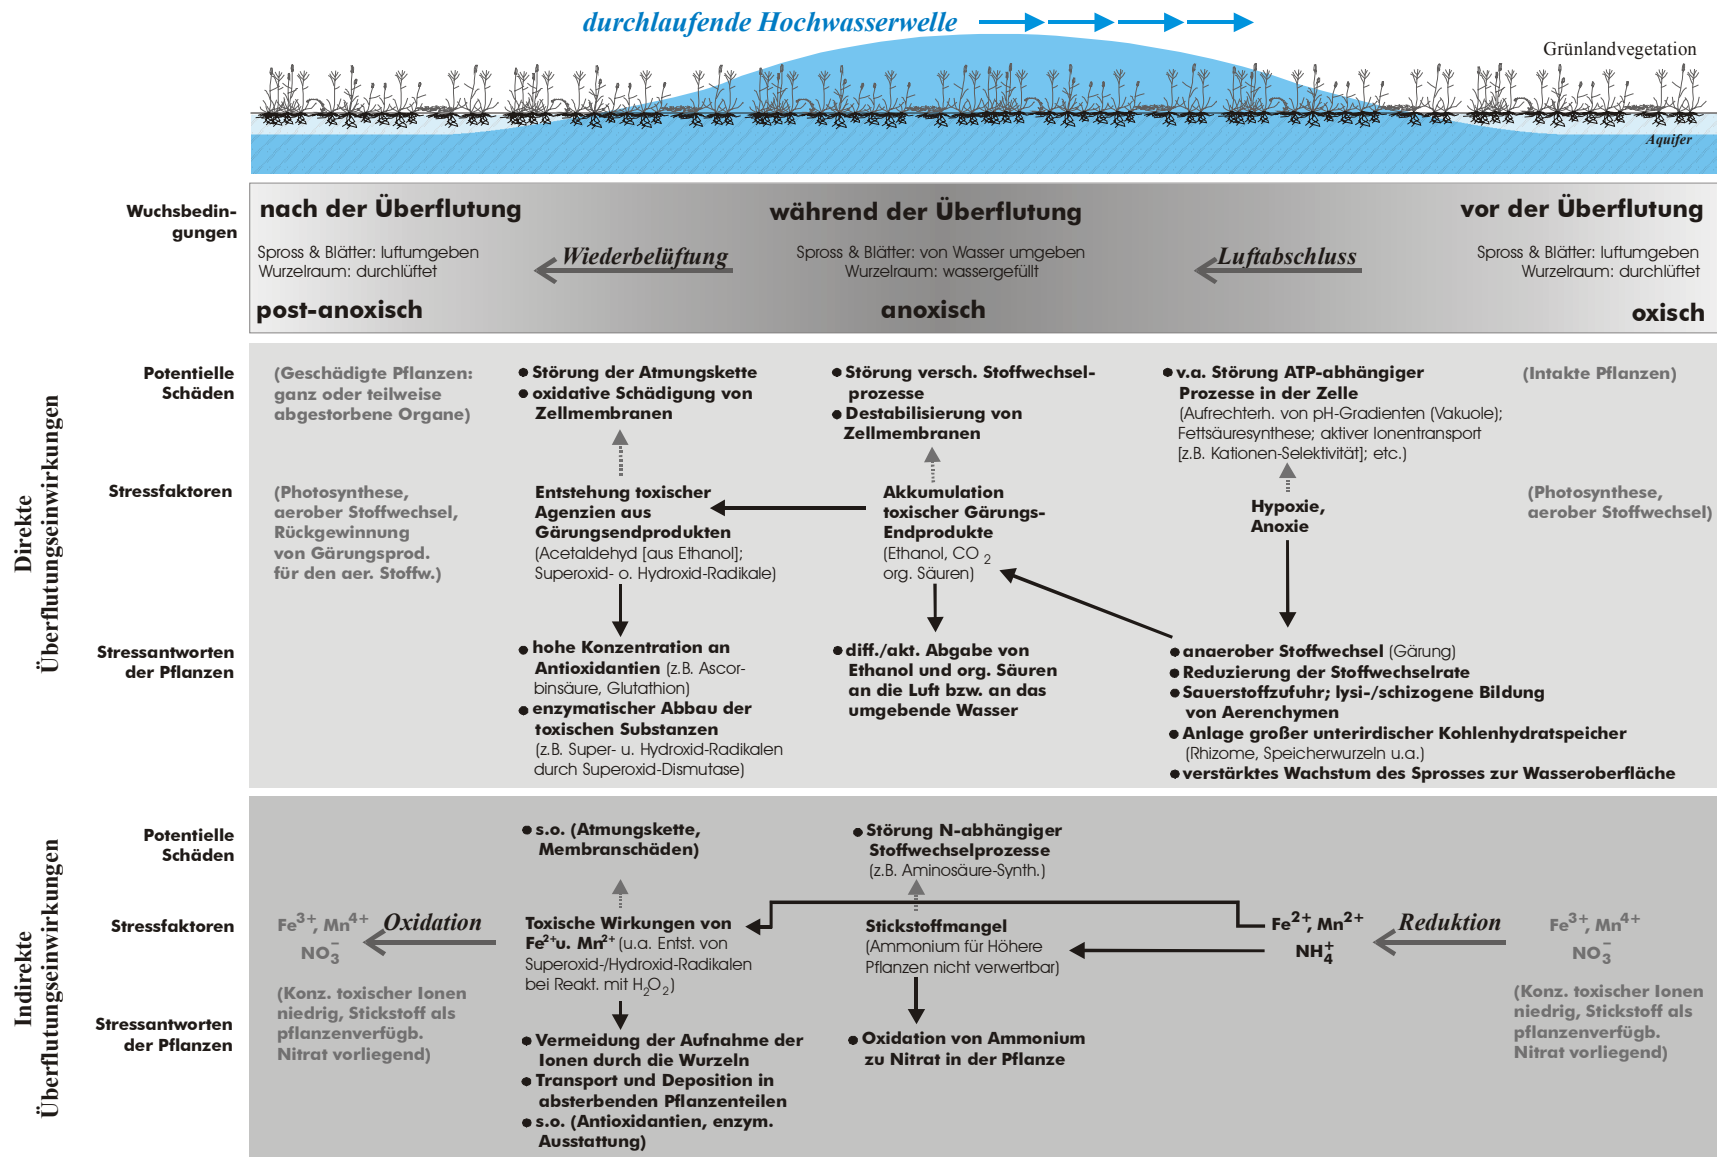 durchlaufende Hochwasserwelle
Grünlandvegetation
Aquifer
Wuchsbedin-
gungen
nach der Überflutung
Spross & Blätter: luftumgeben
Wurzelraum: durchlüftet
post-anoxisch
Wiederbelüftung
während der Überflutung
Spross & Blätter: von Wasser umgeben
Wurzelraum: wassergefüllt
anoxisch
Luftabschluss
vor der Überflutung
Spross & Blätter: luftumgeben
Wurzelraum: durchlüftet
oxisch
Direkte
Überflutungseinwirkungen
Potentielle
Schäden
(Geschädigte Pflanzen:
ganz oder teilweise
abgestorbene Organe)
● Störung der Atmungskette
● oxidative Schädigung von
Zellmembranen
● Störung versch. Stoffwechsel-
prozesse
● Destabilisierung von
Zellmembranen
● v.a. Störung ATP-abhängiger
Prozesse in der Zelle
(Aufrechterh. von pH-Gradienten (Vakuole);
Fettsäuresynthese; aktiver Ionentransport
[z.B. Kationen-Selektivität]; etc.)
(Intakte Pflanzen)
Stressfaktoren
(Photosynthese,
aerober Stoffwechsel,
Rückgewinnung
von Gärungsprod.
für den aer. Stoffw.)
Entstehung toxischer
Agenzien aus
Gärungsendprodukten
(Acetaldehyd [aus Ethanol];
Superoxid- o. Hydroxid-Radikale)
Akkumulation
toxischer Gärungs-
Endprodukte
(Ethanol, CO₂
org. Säuren)
Hypoxie,
Anoxie
(Photosynthese,
aerober Stoffwechsel)
Stressantworten
der Pflanzen
● hohe Konzentration an
Antioxidantien (z.B. Ascor-
binsäure, Glutathion)
● enzymatischer Abbau der
toxischen Substanzen
(z.B. Super- u. Hydroxid-Radikalen
durch Superoxid-Dismutase)
● diff./akt. Abgabe von
Ethanol und org. Säuren
an die Luft bzw. an das
umgebende Wasser
● anaerober Stoffwechsel (Gärung)
● Reduzierung der Stoffwechselrate
● Sauerstoffzufuhr; lysi-/schizogene Bildung
von Aerenchymen
● Anlage großer unterirdischer Kohlenhydratspeicher
(Rhizome, Speicherwurzeln u.a.)
● verstärktes Wachstum des Sprosses zur Wasseroberfläche
Indirekte
Überflutungseinwirkungen
Potentielle
Schäden
● s.o. (Atmungskette,
Membranschäden)
● Störung N-abhängiger
Stoffwechselprozesse
(z.B. Aminosäure-Synth.)
Stressfaktoren
Fe³⁺, Mn⁴⁺
NO₃⁻
Oxidation
Toxische Wirkungen von
Fe²⁺u. Mn²⁺ (u.a. Entst. von
Superoxid-/Hydroxid-Radikalen
bei Reakt. mit H₂O₂)
Stickstoffmangel
(Ammonium für Höhere
Pflanzen nicht verwertbar)
Fe²⁺, Mn²⁺
NH₄⁺
Reduktion
Fe³⁺, Mn⁴⁺
NO₃⁻
Stressantworten
der Pflanzen
(Konz. toxischer Ionen
niedrig, Stickstoff als
pflanzenverfügb.
Nitrat vorliegend)
● Vermeidung der Aufnahme der
Ionen durch die Wurzeln
● Transport und Deposition in
absterbenden Pflanzenteilen
● s.o. (Antioxidantien, enzym.
Ausstattung)
● Oxidation von Ammonium
zu Nitrat in der Pflanze
(Konz. toxischer Ionen
niedrig, Stickstoff als
pflanzenverfügb.
Nitrat vorliegend)